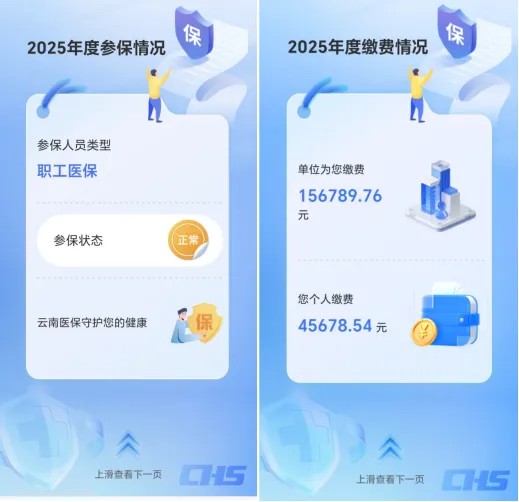 2025年度参保情况
保
参保人员类型
职工医保
参保状态
正常
云南医保守护您的健康
保
上滑查看下一页
CHS
2025年度缴费情况
保
单位为您缴费
156789.76
元
您个人缴费
45678.54 元
¥
上滑查看下一页
CHS